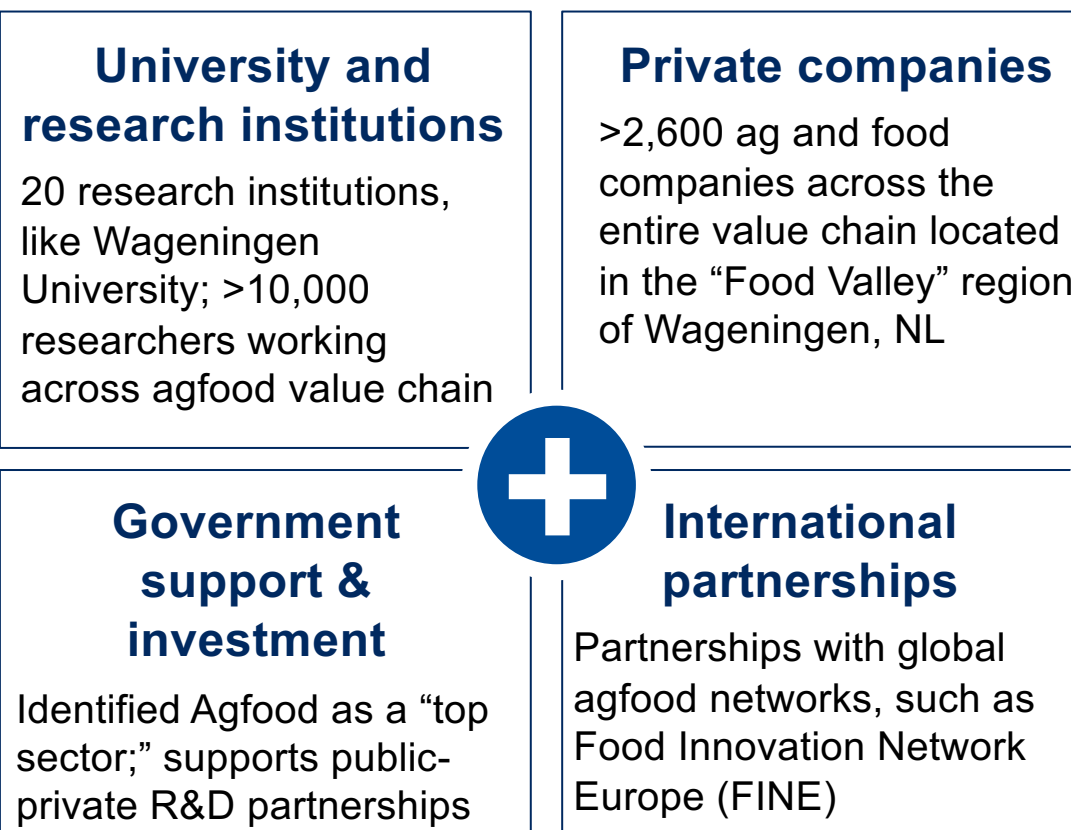 University and
research institutions
20 research institutions,
like Wageningen
University; >10,000
researchers working
across agfood value chain
Private companies
>2,600 ag and food
companies across the
entire value chain located
in the “Food Valley” region
of Wageningen, NL
Government
support &
investment
Identified Agfood as a “top
sector;” supports public-
private R&D partnerships
International
partnerships
Partnerships with global
agfood networks, such as
Food Innovation Network
Europe (FINE)